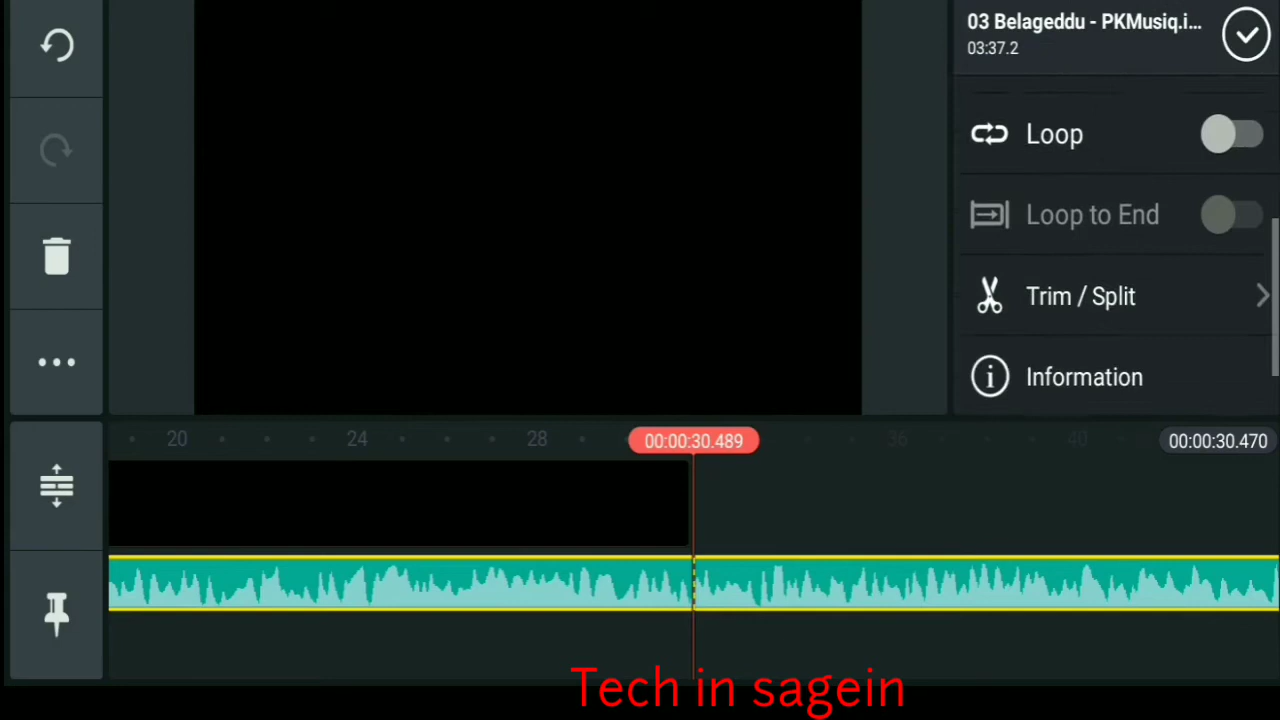 03 Belageddu - PKMusiq.i...
03:37.2
Loop
Loop to End
Trim / Split
Information
20 24 28 36 40
00:00:30.489
00:00:30.470
Tech in sagein